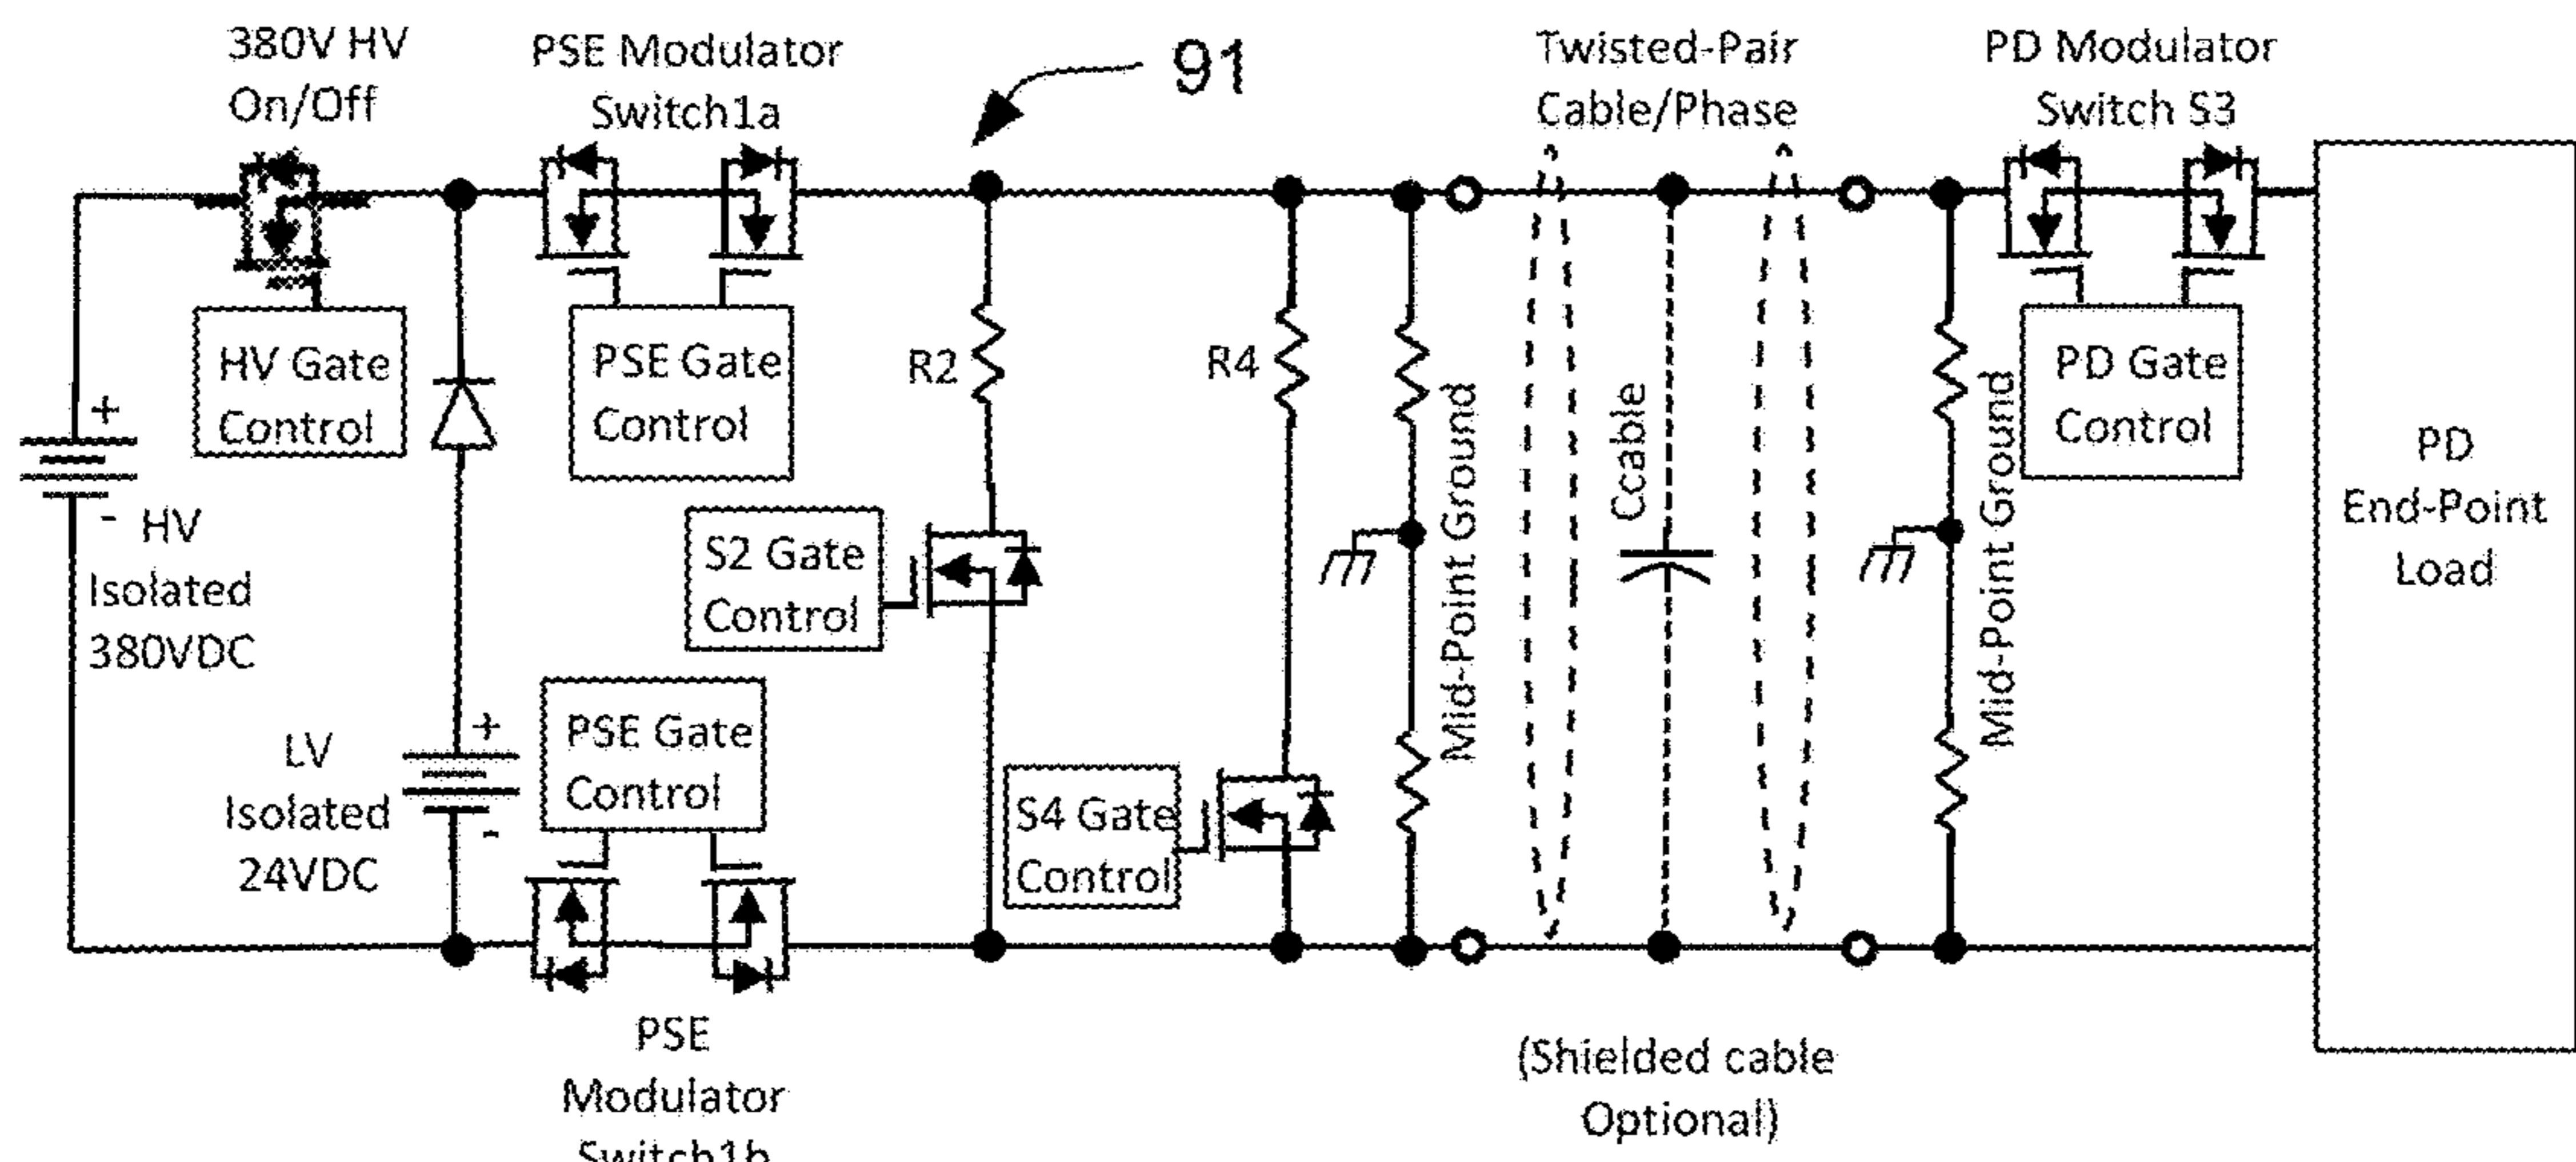 380V HV
On/Off
PSE Modulator
Switch1a
91
Twisted-Pair
Cable/Phase
PD Modulator
Switch S3
HV Gate
Control
PSE Gate
Control
R2
R4
Ccable
Mid-Point Ground
Mid-Point Ground
PD Gate
Control
PD
End-Point
Load
+
-
HV
Isolated
380VDC
S2 Gate
Control
LV
Isolated
24VDC
+
-
PSE Gate
Control
S4 Gate
Control
PSE
Modulator
Switch1b
(Shielded cable
Optional)